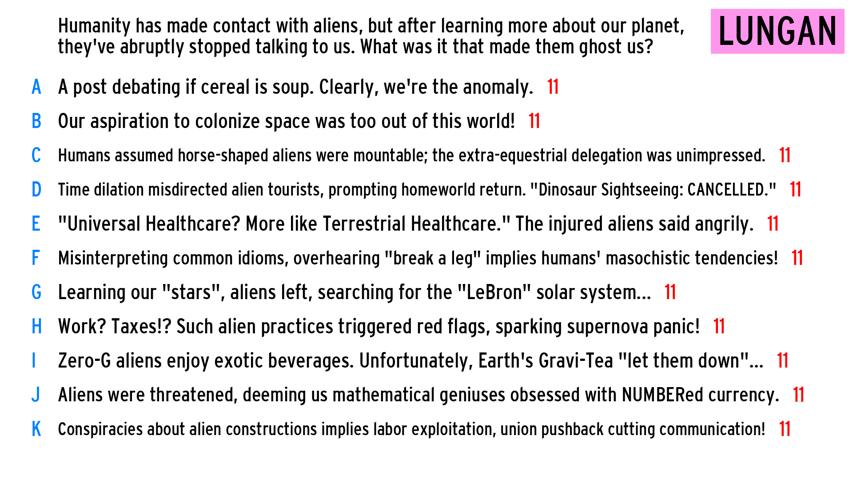 Humanity has made contact with aliens, but after learning more about our planet,
they've abruptly stopped talking to us. What was it that made them ghost us?
LUNGAN
A A post debating if cereal is soup. Clearly, we're the anomaly. 11
B Our aspiration to colonize space was too out of this world! 11
C Humans assumed horse-shaped aliens were mountable; the extra-equestrial delegation was unimpressed. 11
D Time dilation misdirected alien tourists, prompting homeworld return. "Dinosaur Sightseeing: CANCELLED." 11
E "Universal Healthcare? More like Terrestrial Healthcare." The injured aliens said angrily. 11
F Misinterpreting common idioms, overhearing "break a leg" implies humans' masochistic tendencies! 11
G Learning our "stars", aliens left, searching for the "LeBron" solar system... 11
H Work? Taxes!? Such alien practices triggered red flags, sparking supernova panic! 11
I Zero-G aliens enjoy exotic beverages. Unfortunately, Earth's Gravi-Tea "let them down"... 11
J Aliens were threatened, deeming us mathematical geniuses obsessed with NUMBERed currency. 11
K Conspiracies about alien constructions implies labor exploitation, union pushback cutting communication! 11